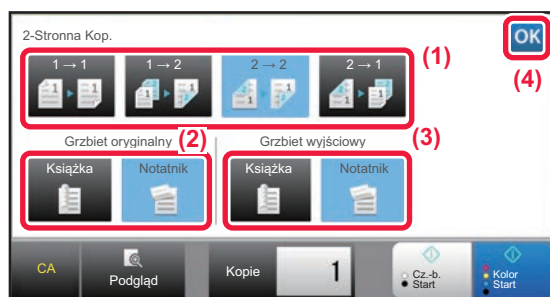 2-Stronna Kop.
OK
1 → 1
1 → 2
2 → 2
2 → 1
(1)
(4)
Grzbiet oryginalny
(2)
Grzbiet wyjściowy
(3)
Książka
Notatnik
Książka
Notatnik
CA
Podgląd
Kopie
1
Cz.-b.
Start
Kolor
Start